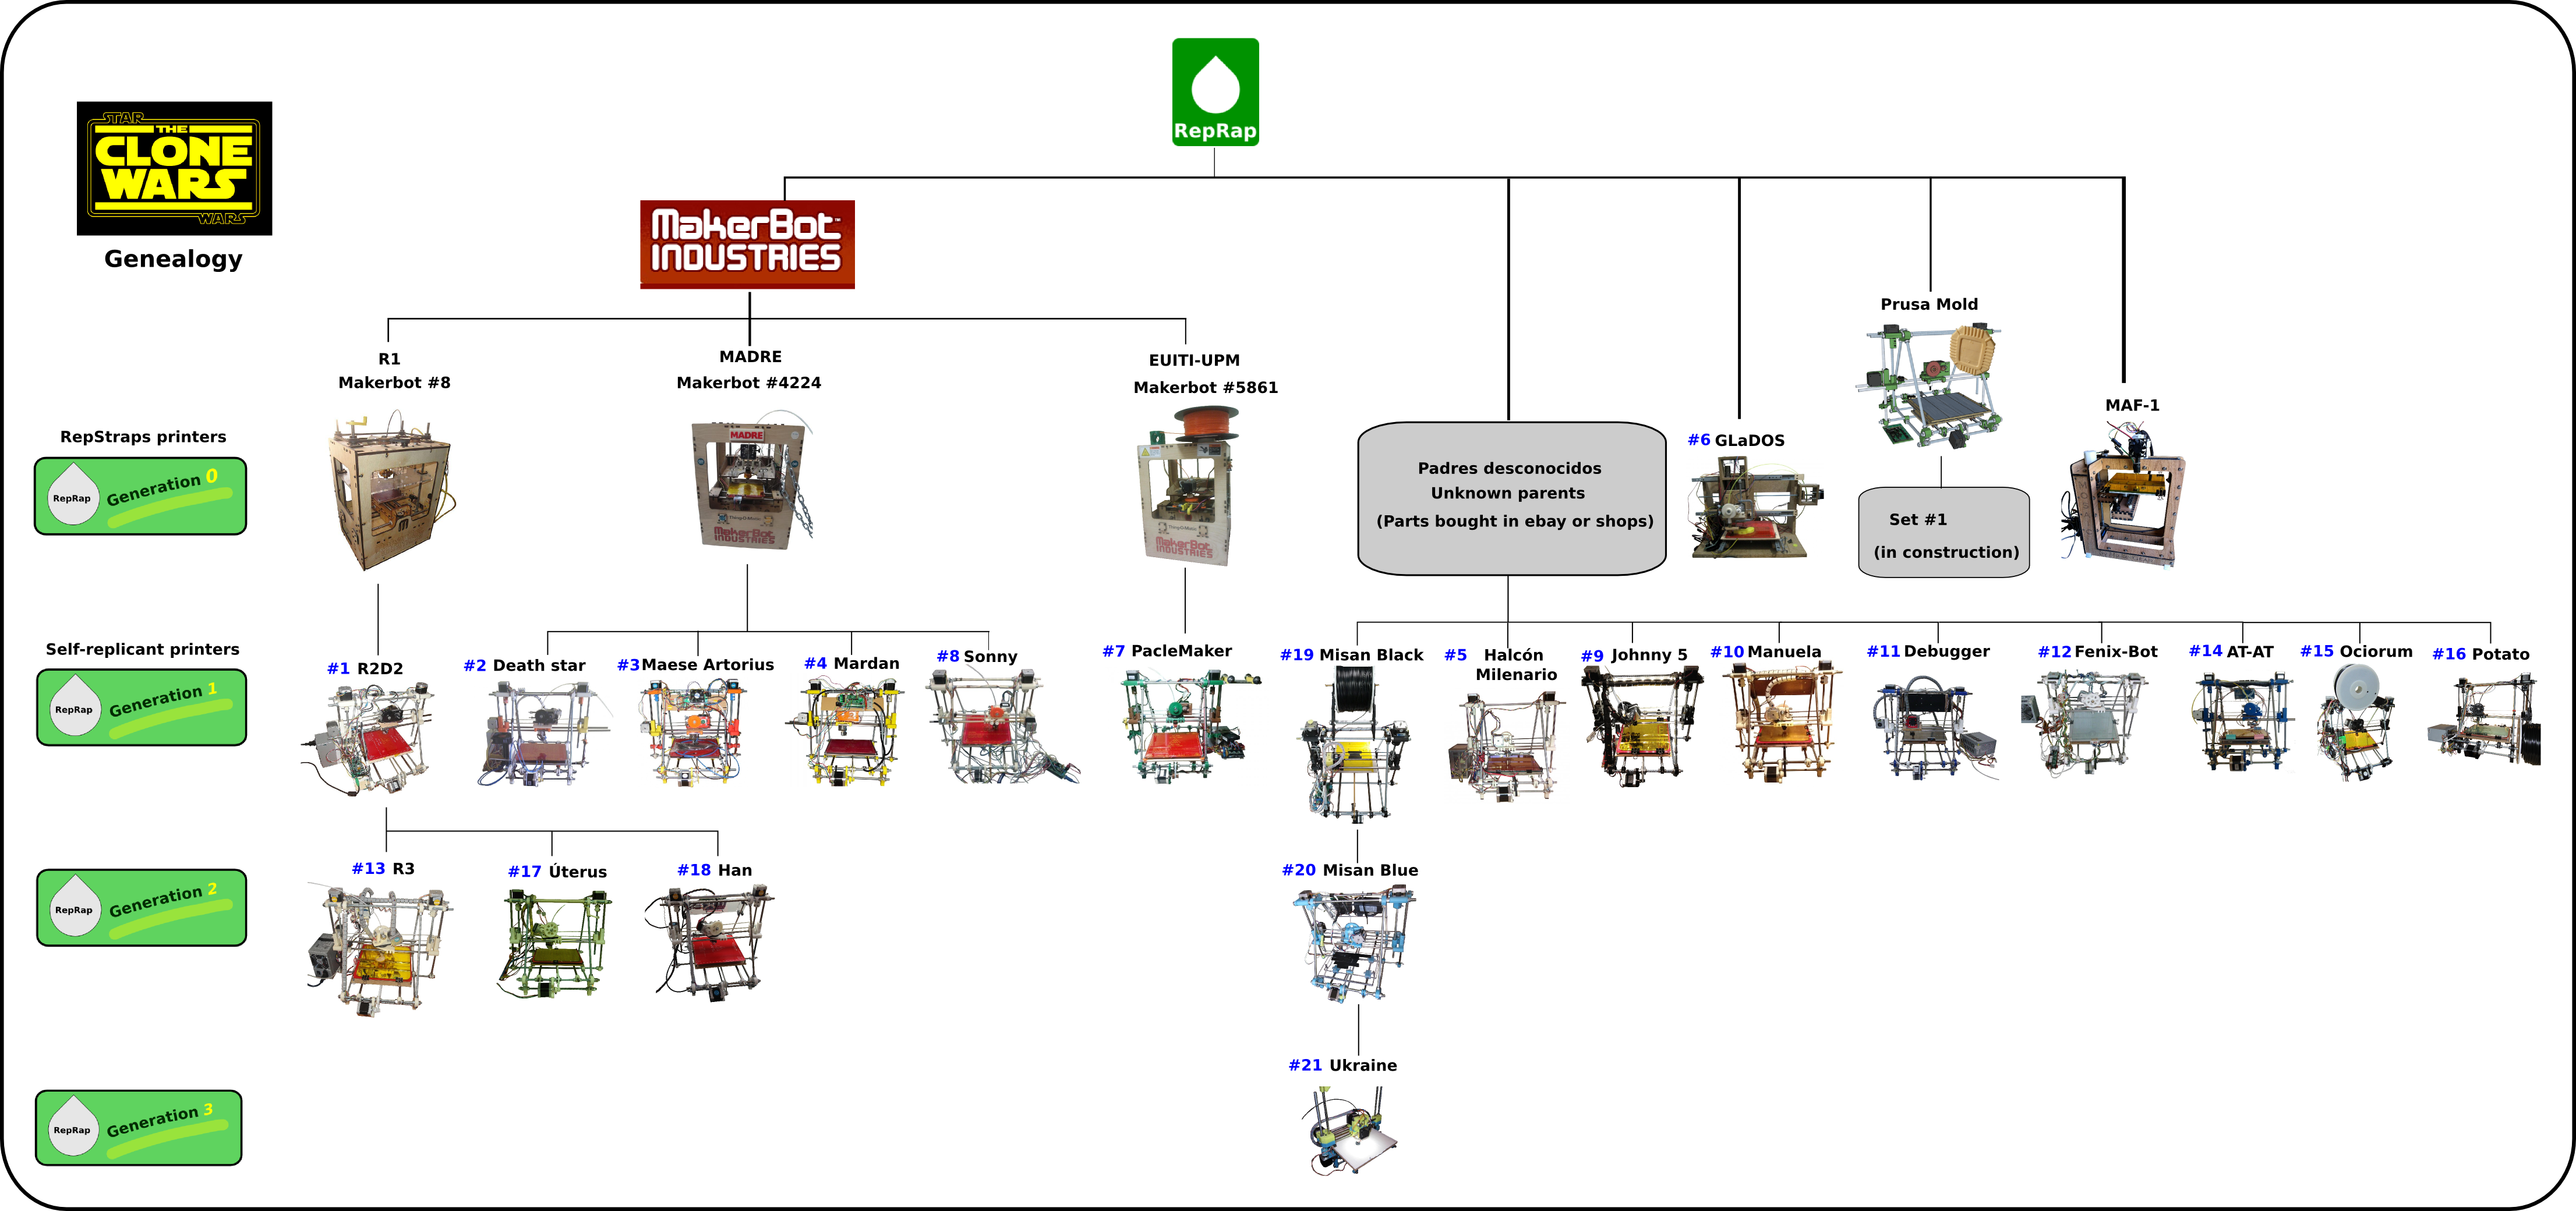 RepRap
STAR
THE
CLONE
WARS
WARS
Genealogy
MakerBot™
INDUSTRIES
Prusa Mold
R1
Makerbot #8
MADRE
Makerbot #4224
EUITI-UPM
Makerbot #5861
MAF-1
RepStraps printers
RepRap
Generation 0
MADRE
MakerBot
INDUSTRIES
MakerBot
INDUSTRIES
Padres desconocidos
Unknown parents
(Parts bought in ebay or shops)
#6 GLaDOS
Set #1
(in construction)
Self-replicant printers
RepRap
Generation 1
#1 R2D2
#2 Death star
#3 Maese Artorius
#4 Mardan
#8 Sonny
#7 PacleMaker
#19 Misan Black
#5 Halcón
Milenario
#9 Johnny 5
#10 Manuela
#11 Debugger
#12 Fenix-Bot
#14 AT-AT
#15 Ociorum
#16 Potato
RepRap
Generation 2
#13 R3
#17 Úterus
#18 Han
#20 Misan Blue
RepRap
Generation 3
#21 Ukraine